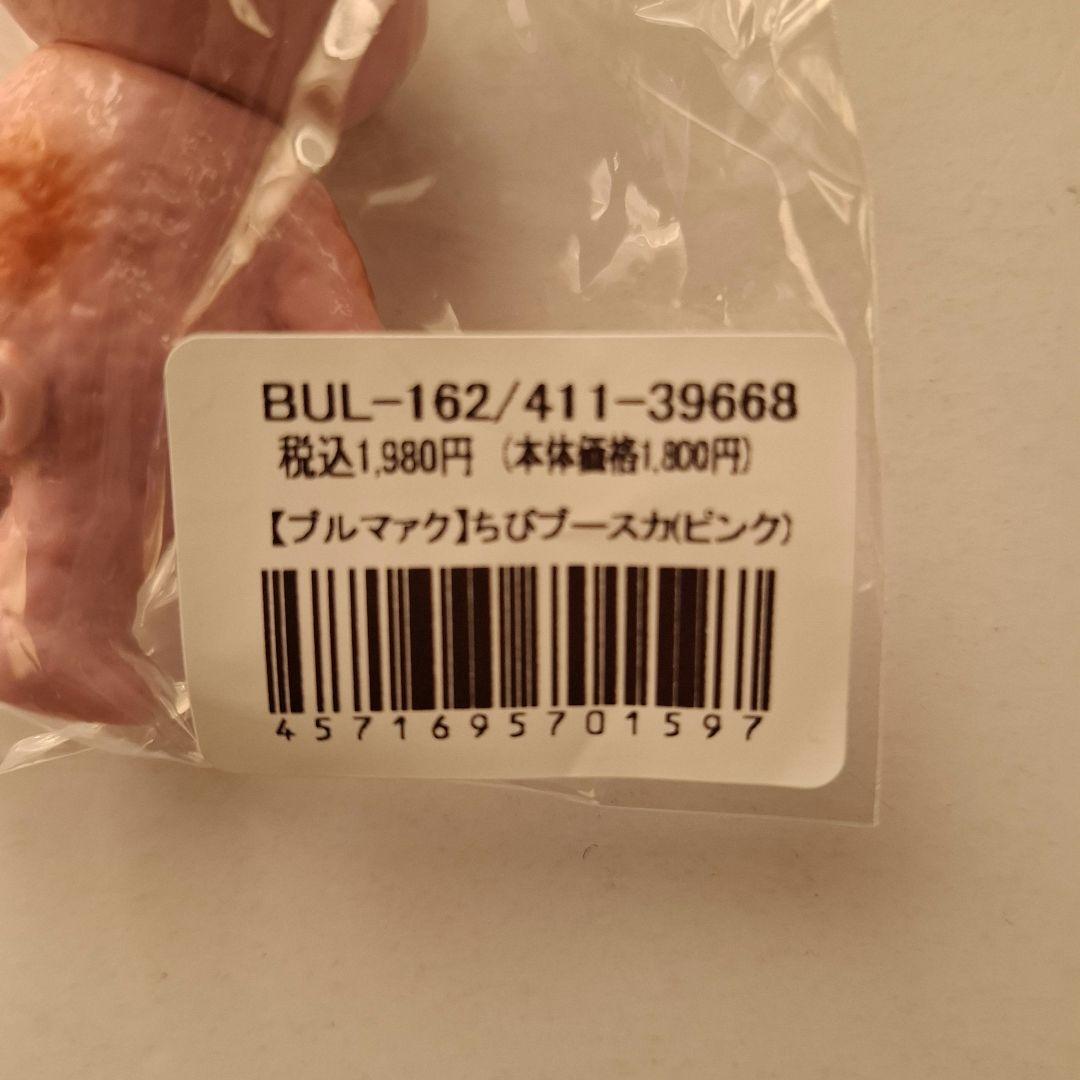 BUL-162/411-39668
税込1,980円 (本体価格1,800円)
【ブルマァク】ちびブースカ(ピンク)
4571695701597